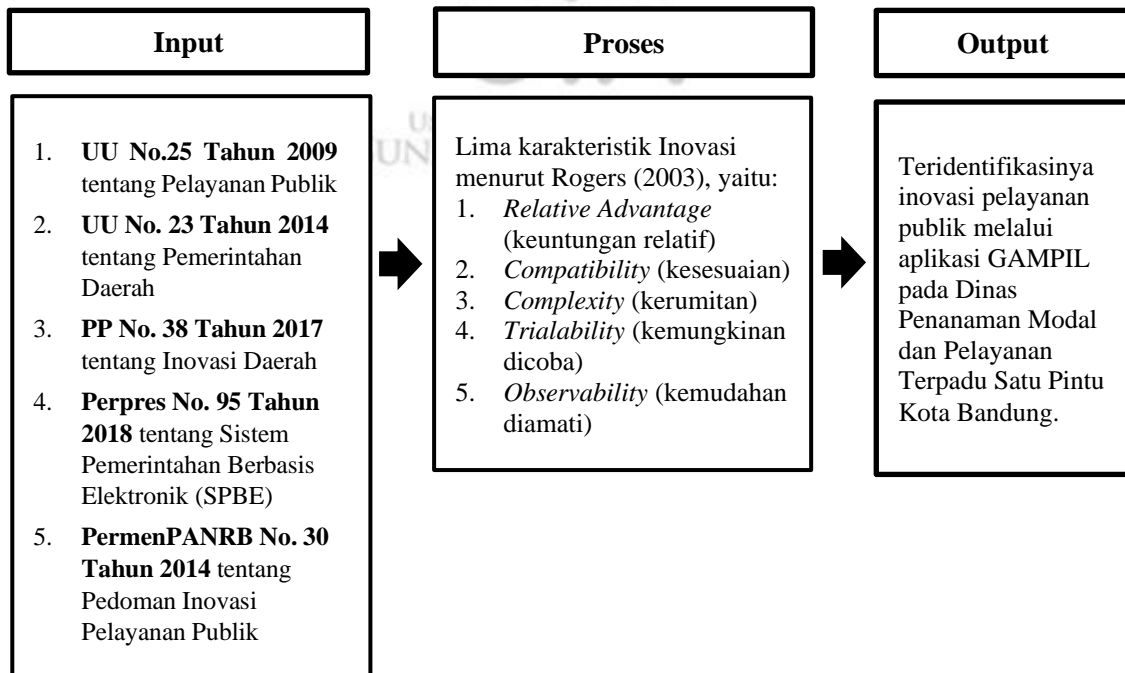 Input
1. UU No.25 Tahun 2009
tentang Pelayanan Publik
2. UU No. 23 Tahun 2014
tentang Pemerintahan
Daerah
3. PP No. 38 Tahun 2017
tentang Inovasi Daerah
4. Perpres No. 95 Tahun
2018 tentang Sistem
Pemerintahan Berbasis
Elektronik (SPBE)
5. PermenPANRB No. 30
Tahun 2014 tentang
Pedoman Inovasi
Pelayanan Publik
Proses
Lima karakteristik Inovasi
menurut Rogers (2003), yaitu:
1. Relative Advantage
(keuntungan relatif)
2. Compatibility (kesesuaian)
3. Complexity (kerumitan)
4. Trialability (kemungkinan
dicoba)
5. Observability (kemudahan
diamati)
Output
Teridentifikasinya
inovasi pelayanan
publik melalui
aplikasi GAMPIL
pada Dinas
Penanaman Modal
dan Pelayanan
Terpadu Satu Pintu
Kota Bandung.